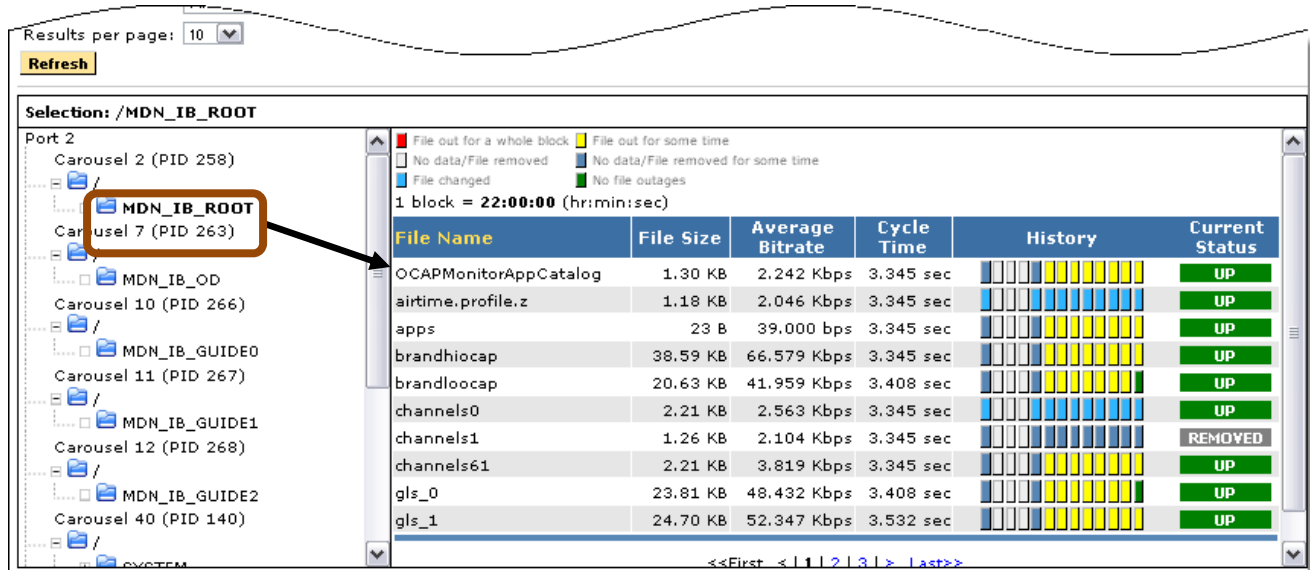 Results per page: 10
Refresh
Selection: /MDN_IB_ROOT
Port 2
Carousel 2 (PID 258)
/
MDN_IB_ROOT
Carousel 7 (PID 263)
/
MDN_IB_OD
Carousel 10 (PID 266)
/
MDN_IB_GUIDE0
Carousel 11 (PID 267)
/
MDN_IB_GUIDE1
Carousel 12 (PID 268)
/
MDN_IB_GUIDE2
Carousel 40 (PID 140)
/
SYSTEM
File out for a whole block File out for some time
No data/File removed No data/File removed for some time
File changed No file outages
1 block = 22:00:00 (hr:min:sec)
File Name File Size Average Bitrate Cycle Time History Current Status
OCAPMonitorAppCatalog 1.30 KB 2.242 Kbps 3.345 sec UP
airtime.profile.z 1.18 KB 2.046 Kbps 3.345 sec UP
apps 23 B 39.000 bps 3.345 sec UP
brandhiocap 38.59 KB 66.579 Kbps 3.345 sec UP
brandloocap 20.63 KB 41.959 Kbps 3.408 sec UP
channels0 2.21 KB 2.563 Kbps 3.345 sec UP
channels1 1.26 KB 2.104 Kbps 3.345 sec REMOVED
channels61 2.21 KB 3.819 Kbps 3.345 sec UP
gls_0 23.81 KB 48.432 Kbps 3.408 sec UP
gls_1 24.70 KB 52.347 Kbps 3.532 sec UP
<<First < | 1 | 2 | 3 | > Last>>